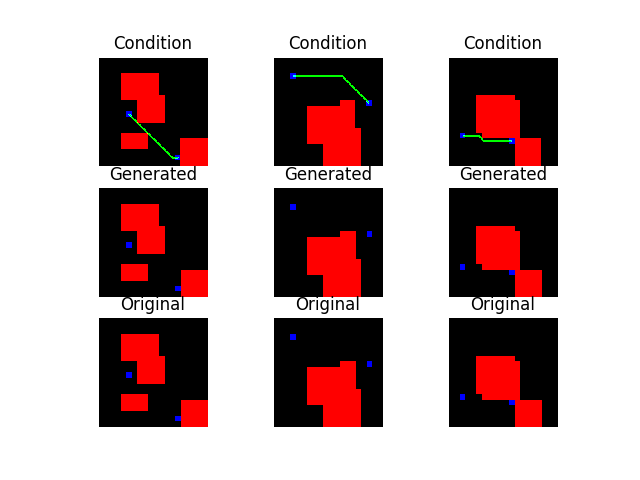 Condition Condition Condition
Generated Generated Generated
Original Original Original